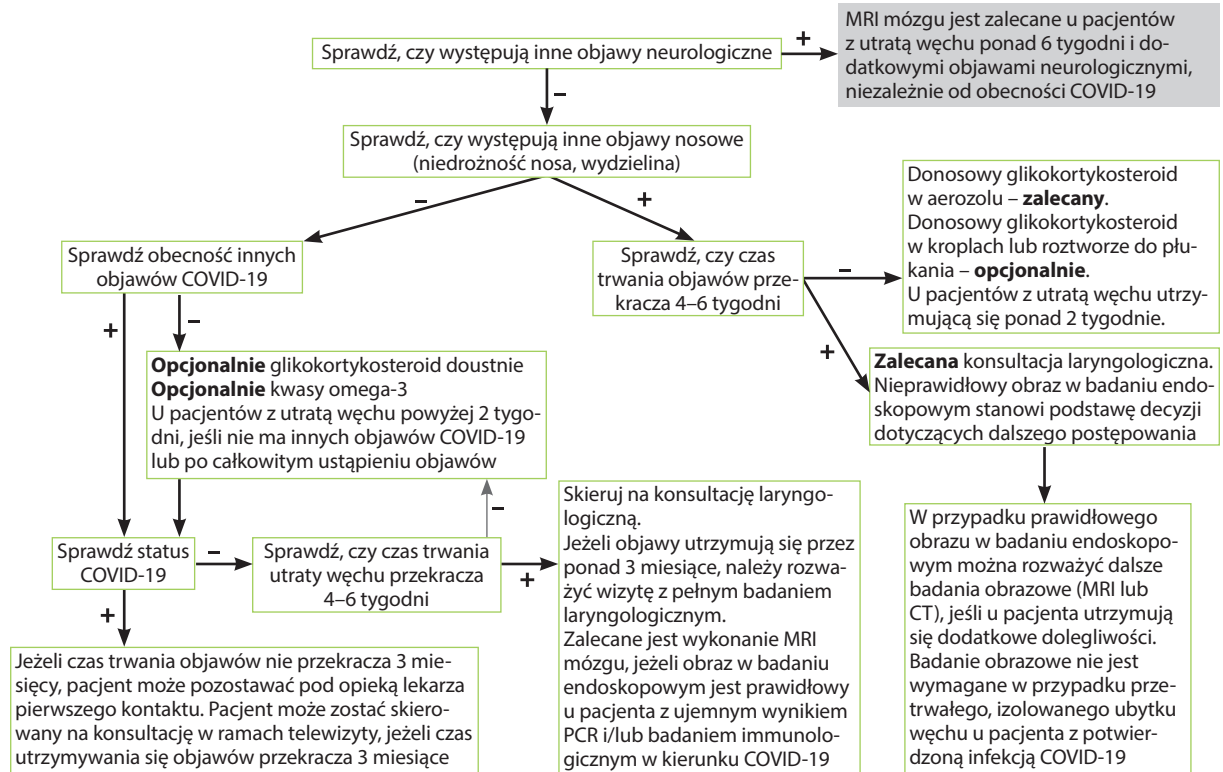 Sprawdź, czy występują inne objawy neurologiczne
+
MRI mózgu jest zalecane u pacjentów
z utratą węchu ponad 6 tygodni i do-
datkowymi objawami neurologicznymi,
niezależnie od obecności COVID-19
–
Sprawdź, czy występują inne objawy nosowe
(niedrożność nosa, wydzielina)
–
+
Sprawdź obecność innych
objawów COVID-19
Sprawdź, czy czas
trwania objawów prze-
kracza 4–6 tygodni
–
Donosowy glikokortykosteroid
w aerozolu – zalecany.
Donosowy glikokortykosteroid
w kroplach lub roztworze do płu-
kania – opcjonalnie.
U pacjentów z utratą węchu utrzy-
mującą się ponad 2 tygodnie.
+
–
+
Opcjonalnie glikokortykosteroid doustnie
Opcjonalnie kwasy omega-3
U pacjentów z utratą węchu powyżej 2 tygo-
dni, jeśli nie ma innych objawów COVID-19
lub po całkowitym ustąpieniu objawów
Zalecana konsultacja laryngologiczna.
Nieprawidłowy obraz w badaniu endo-
skopowym stanowi podstawę decyzji
dotyczących dalszego postępowania
–
Sprawdź status
COVID-19
–
Sprawdź, czy czas trwania
utraty węchu przekracza
4–6 tygodni
+
Skieruj na konsultację laryngo-
logiczną.
Jeżeli objawy utrzymują się przez
ponad 3 miesiące, należy rozwa-
żyć wizytę z pełnym badaniem
laryngologicznym.
Zalecane jest wykonanie MRI
mózgu, jeżeli obraz w badaniu
endoskopowym jest prawidłowy
u pacjenta z ujemnym wynikiem
PCR i/lub badaniem immunolo-
gicznym w kierunku COVID-19
W przypadku prawidłowego
obrazu w badaniu endoskopo-
wym można rozważyć dalsze
badania obrazowe (MRI lub
CT), jeśli u pacjenta utrzymują
się dodatkowe dolegliwości.
Badanie obrazowe nie jest
wymagane w przypadku prze-
trwałego, izolowanego ubytku
węchu u pacjenta z potwier-
dzoną infekcją COVID-19
+
Jeżeli czas trwania objawów nie przekracza 3 mie-
sięcy, pacjent może pozostawać pod opieką lekarza
pierwszego kontaktu. Pacjent może zostać skiero-
wany na konsultację w ramach telewizyty, jeżeli czas
utrzymywania się objawów przekracza 3 miesiące